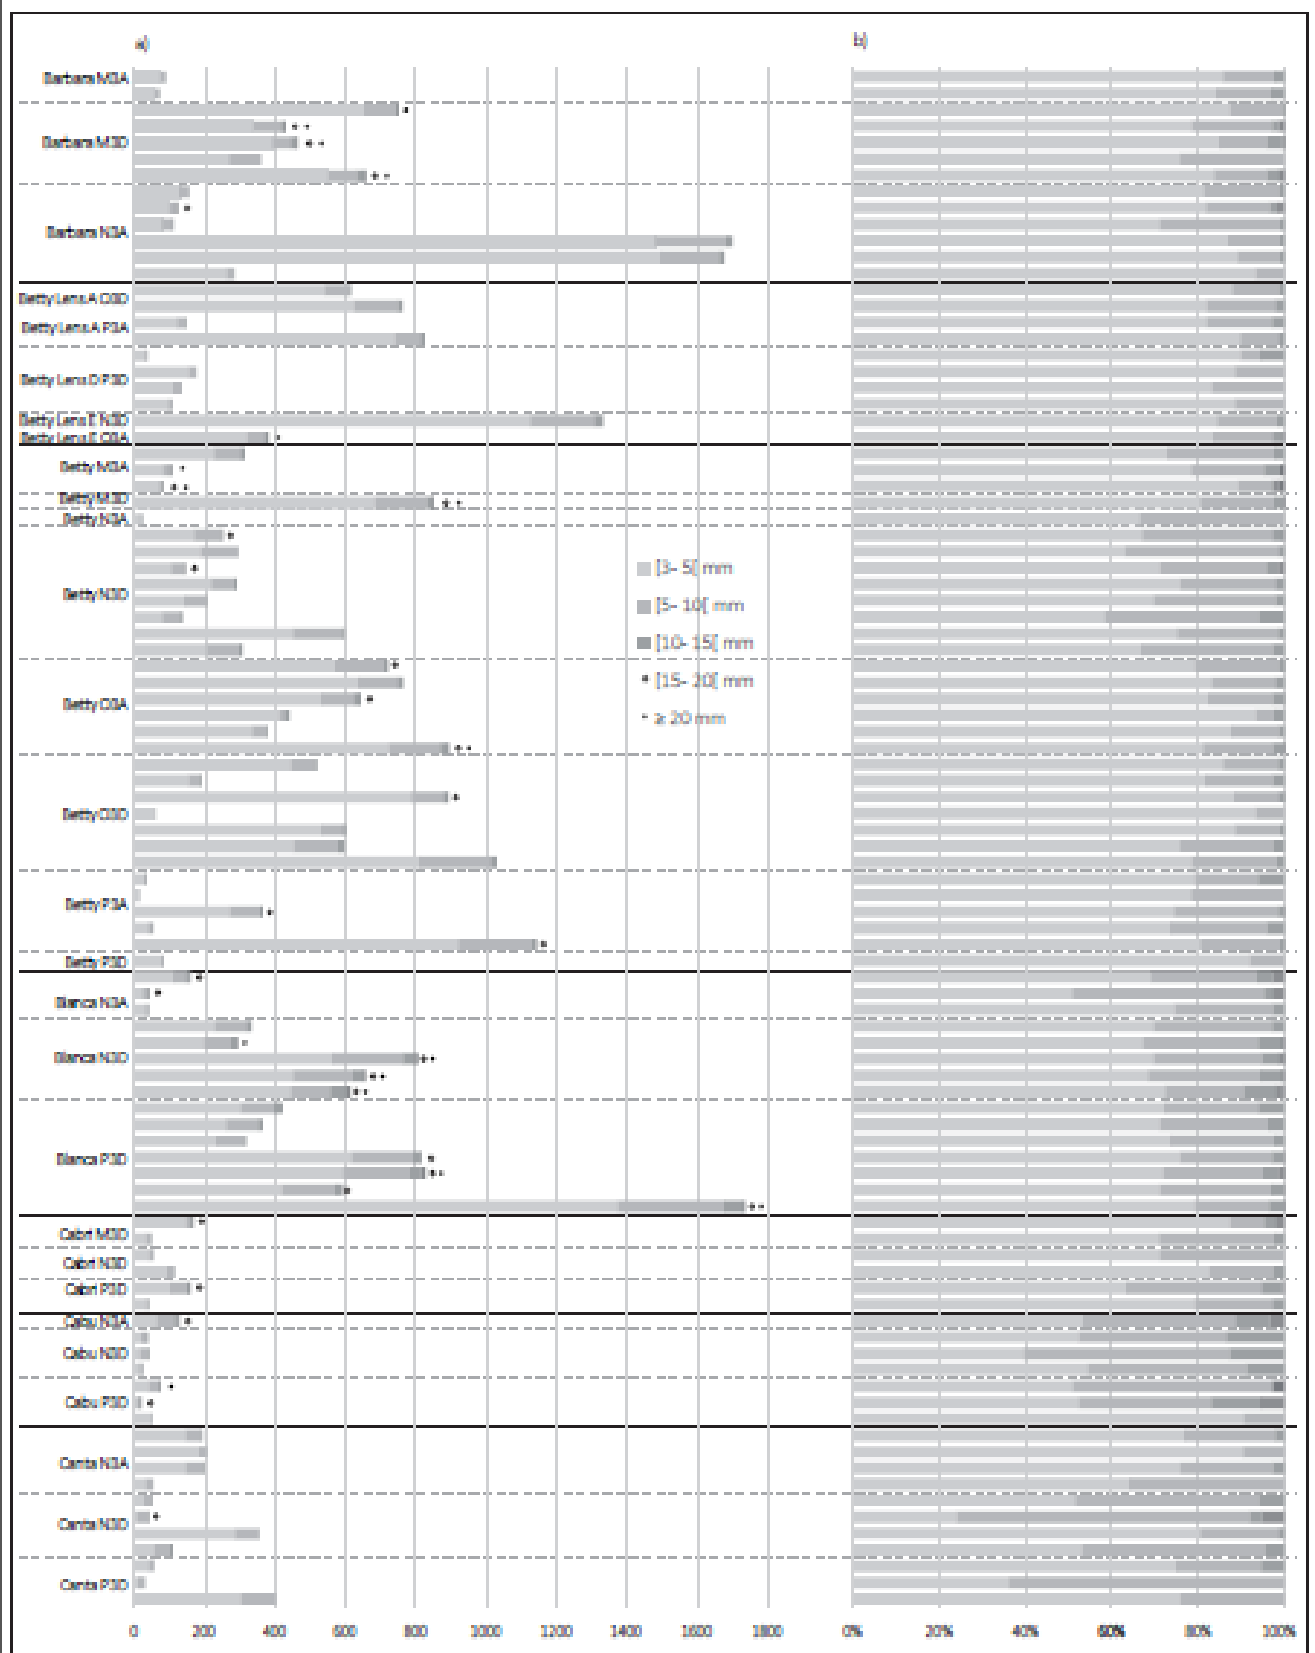 a)
b)
Barbara M3A
Barbara M3D
Barbara N3A
Betty Lens A O3D
Betty Lens A P3A
Betty Lens D P3D
Betty Lens E N3D
Betty Lens E O3A
Betty M3A
Betty M3D
Betty N3A
Betty N3D
[3- 5[ mm
[5- 10[ mm
[10- 15[ mm
[15- 20[ mm
≥ 20 mm
Betty O3A
Betty O3D
Betty P3A
Betty P3D
Bianca N3A
Bianca N3D
Bianca P3D
Cabri M3D
Cabri N3D
Cabri P3D
Cabu N3A
Cabu N3D
Cabu P3D
Canta N3A
Canta N3D
Canta P3D
0 200 400 600 800 1000 1200 1400 1600 1800
0% 20% 40% 60% 80% 100%